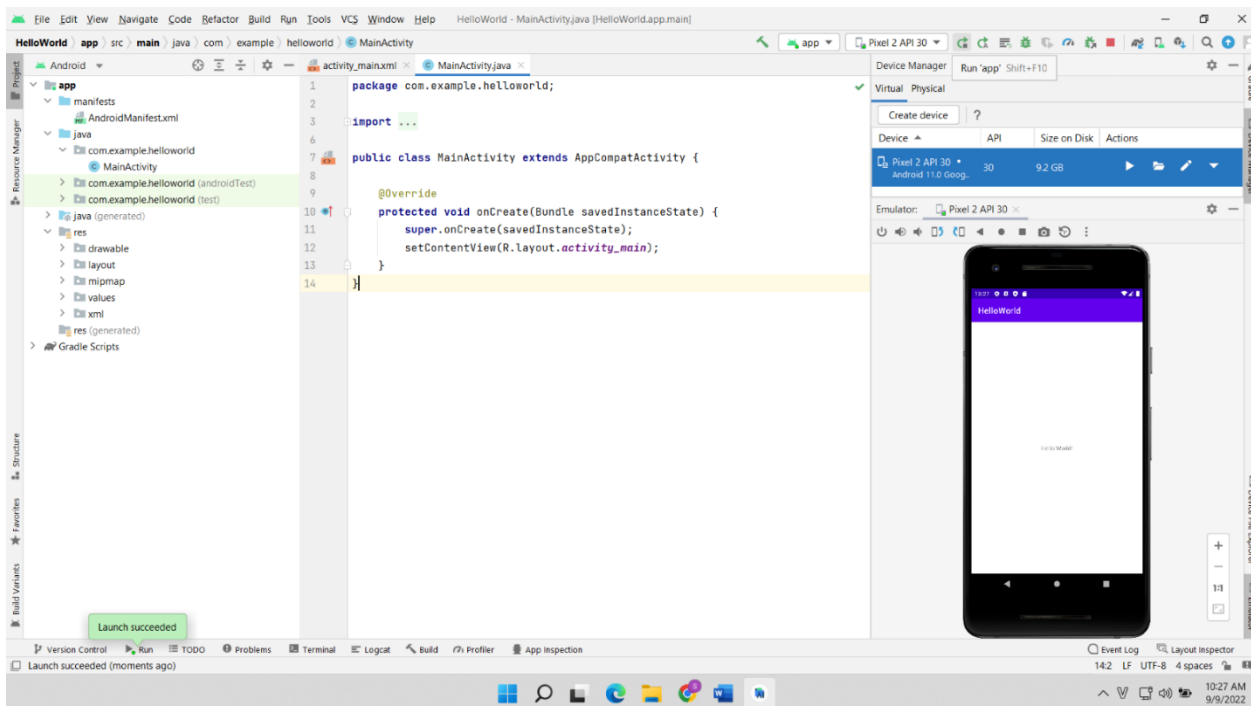 File Edit View Navigate Code Refactor Build Run Tools VCS Window Help HelloWorld - MainActivity.java [HelloWorld.app.main]
HelloWorld app src main java com example helloworld MainActivity
app
Pixel 2 API 30
Project
Resource Manager
Structure
Favorites
Build Variants
Android
app
manifests
AndroidManifest.xml
java
com.example.helloworld
MainActivity
com.example.helloworld (androidTest)
com.example.helloworld (test)
java (generated)
res
drawable
layout
mipmap
values
xml
res (generated)
Gradle Scripts
activity_main.xml
MainActivity.java
1 package com.example.helloworld;
2
3 import ...
6
7 public class MainActivity extends AppCompatActivity {
8
9 @Override
10 protected void onCreate(Bundle savedInstanceState) {
11 super.onCreate(savedInstanceState);
12 setContentView(R.layout.activity_main);
13 }
14 }
Device Manager
Run 'app' Shift+F10
Virtual Physical
Create device ?
Device API Size on Disk Actions
Pixel 2 API 30 30 9.2 GB
Android 11.0 Goog..
Emulator: Pixel 2 API 30
10:27
HelloWorld
Hello World!
1:1
Launch succeeded
Version Control Run TODO Problems Terminal Logcat Build Profiler App Inspection Event Log Layout Inspector
Launch succeeded (moments ago) 14:2 LF UTF-8 4 spaces
10:27 AM
9/9/2022